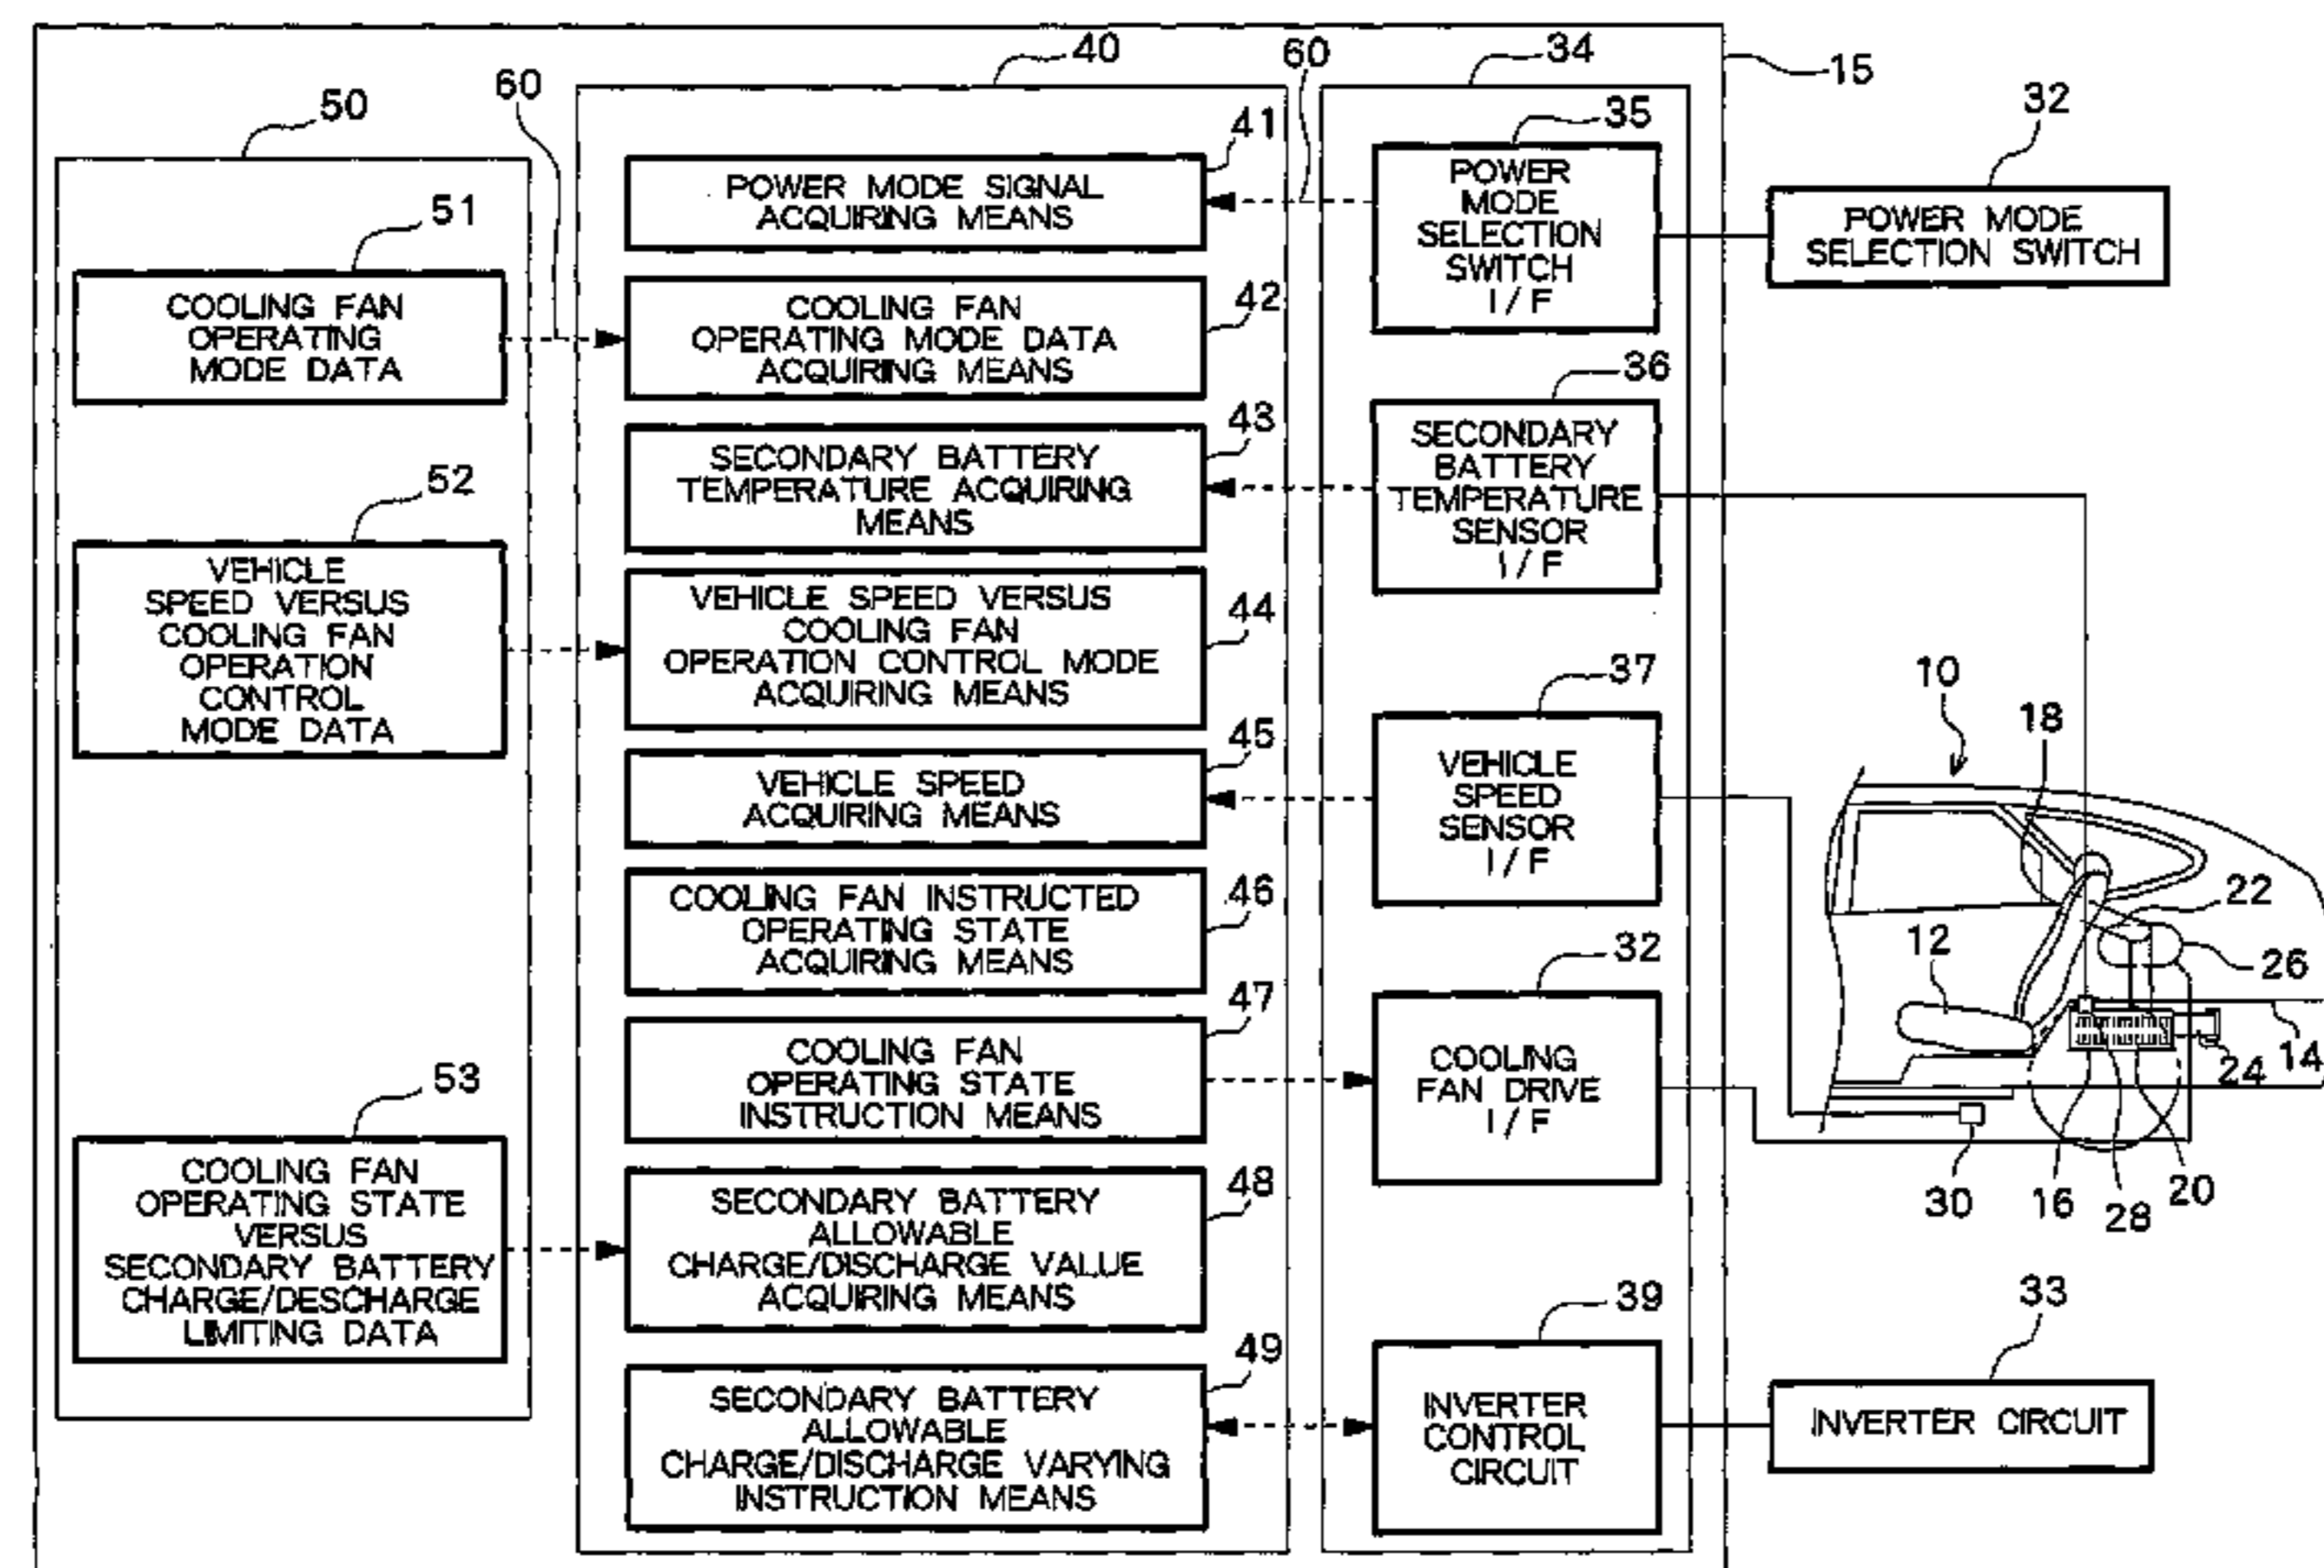 50
51
COOLING FAN
OPERATING
MODE DATA
52
VEHICLE
SPEED VERSUS
COOLING FAN
OPERATION
CONTROL
MODE DATA
53
COOLING FAN
OPERATING STATE
VERSUS
SECONDARY BATTERY
CHARGE/DESCHARGE
LIMITING DATA
60
40
41
POWER MODE SIGNAL
ACQUIRING MEANS
42
COOLING FAN
OPERATING MODE DATA
ACQUIRING MEANS
43
SECONDARY BATTERY
TEMPERATURE ACQUIRING
MEANS
44
VEHICLE SPEED VERSUS
COOLING FAN
OPERATION CONTROL MODE
ACQUIRING MEANS
45
VEHICLE SPEED
ACQUIRING MEANS
46
COOLING FAN INSTRUCTED
OPERATING STATE
ACQUIRING MEANS
47
COOLING FAN
OPERATING STATE
INSTRUCTION MEANS
48
SECONDARY BATTERY
ALLOWABLE
CHARGE/DISCHARGE VALUE
ACQUIRING MEANS
49
SECONDARY BATTERY
ALLOWABLE
CHARGE/DISCHARGE VARYING
INSTRUCTION MEANS
60
34
35
POWER
MODE
SELECTION
SWITCH
I/F
36
SECONDARY
BATTERY
TEMPERATURE
SENSOR
I/F
37
VEHICLE
SPEED
SENSOR
I/F
32
COOLING
FAN DRIVE
I/F
39
INVERTER
CONTROL
CIRCUIT
15
32
POWER MODE
SELECTION SWITCH
10
18
22
12
26
24
14
30
16
28
20
33
INVERTER CIRCUIT